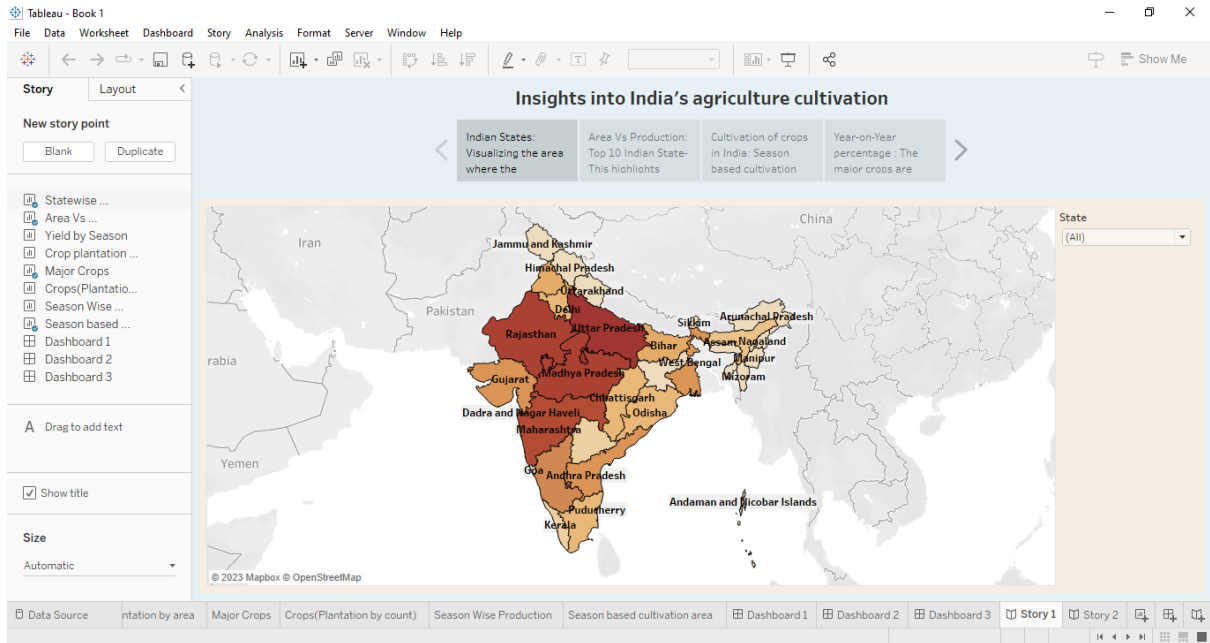 Tableau - Book 1
File Data Worksheet Dashboard Story Analysis Format Server Window Help
Show Me
Story Layout
New story point
Blank Duplicate
Statewise ...
Area Vs ...
Yield by Season
Crop plantation ...
Major Crops
Crops(Plantatio...
Season Wise ...
Season based ...
Dashboard 1
Dashboard 2
Dashboard 3
A Drag to add text
Show title
Size
Automatic
Insights into India's agriculture cultivation
Indian States:
Visualizing the area
where the
Area Vs Production:
Top 10 Indian State-
This highlights
Cultivation of crops
in India: Season
based cultivation
Year-on-Year
percentage : The
major crops are
State
(All)
China
Iran
Jammu and Kashmir
Himachal Pradesh
Uttarakhand
Pakistan
Delhi
Arunachal Pradesh
Sikkim
Rajasthan
Uttar Pradesh
Bihar
Assam
Nagaland
rabia
West Bengal
Manipur
Gujarat
Madhya Pradesh
Mizoram
Chhattisgarh
Dadra and Nagar Haveli
Odisha
Maharashtra
Yemen
Goa
Andhra Pradesh
Andaman and Nicobar Islands
Puducherry
Kerala
© 2023 Mapbox © OpenStreetMap
Data Source ntation by area Major Crops Crops(Plantation by count) Season Wise Production Season based cultivation area Dashboard 1 Dashboard 2 Dashboard 3 Story 1 Story 2